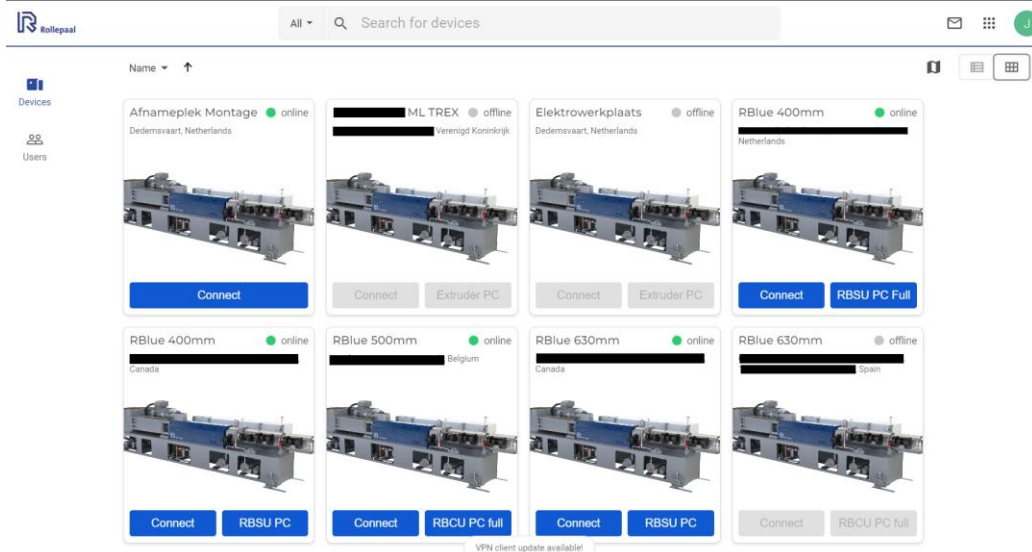 Rollepaal
All
Search for devices
J
Devices
Users
Name
Afnameplek Montage online
Dedemsvaart, Netherlands
Connect
ML TREX offline
Verenigd Koninkrijk
Connect Extruder PC
Elektrowerkplaats offline
Dedemsvaart, Netherlands
Connect Extruder PC
RBlue 400mm online
Netherlands
Connect RBSU PC Full
RBlue 400mm online
Canada
Connect RBSU PC
RBlue 500mm online
Belgium
Connect RBCU PC full
RBlue 630mm online
Canada
Connect RBSU PC
RBlue 630mm offline
Spain
Connect RBCU PC full
VPN client update available!